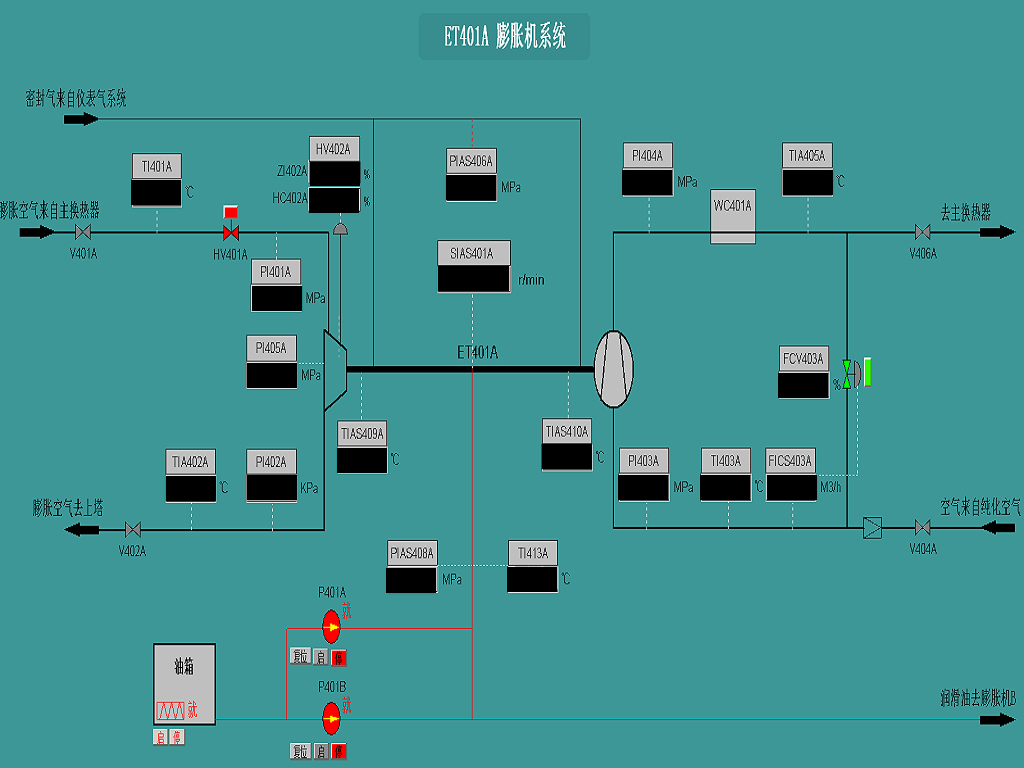 ET401A 膨胀机系统
密封气来自仪表气系统
HV402A
ZI402A
%
HC402A
%
TI401A
℃
PIAS406A
MPa
PI404A
MPa
TIA405A
℃
WC401A
膨胀空气来自主换热器
V401A
HV401A
去主换热器
V406A
SIAS401A
r/min
PI401A
MPa
PI405A
MPa
ET401A
FCV403A
%
TIAS409A
℃
TIAS410A
℃
TIA402A
℃
PI402A
KPa
PI403A
MPa
TI403A
℃
FICS403A
M3/h
膨胀空气去上塔
V402A
空气来自纯化空气
V404A
PIAS408A
MPa
TI413A
℃
P401A
就
复位 启 停
油箱
就
启 停
P401B
就
复位 启 停
润滑油去膨胀机B